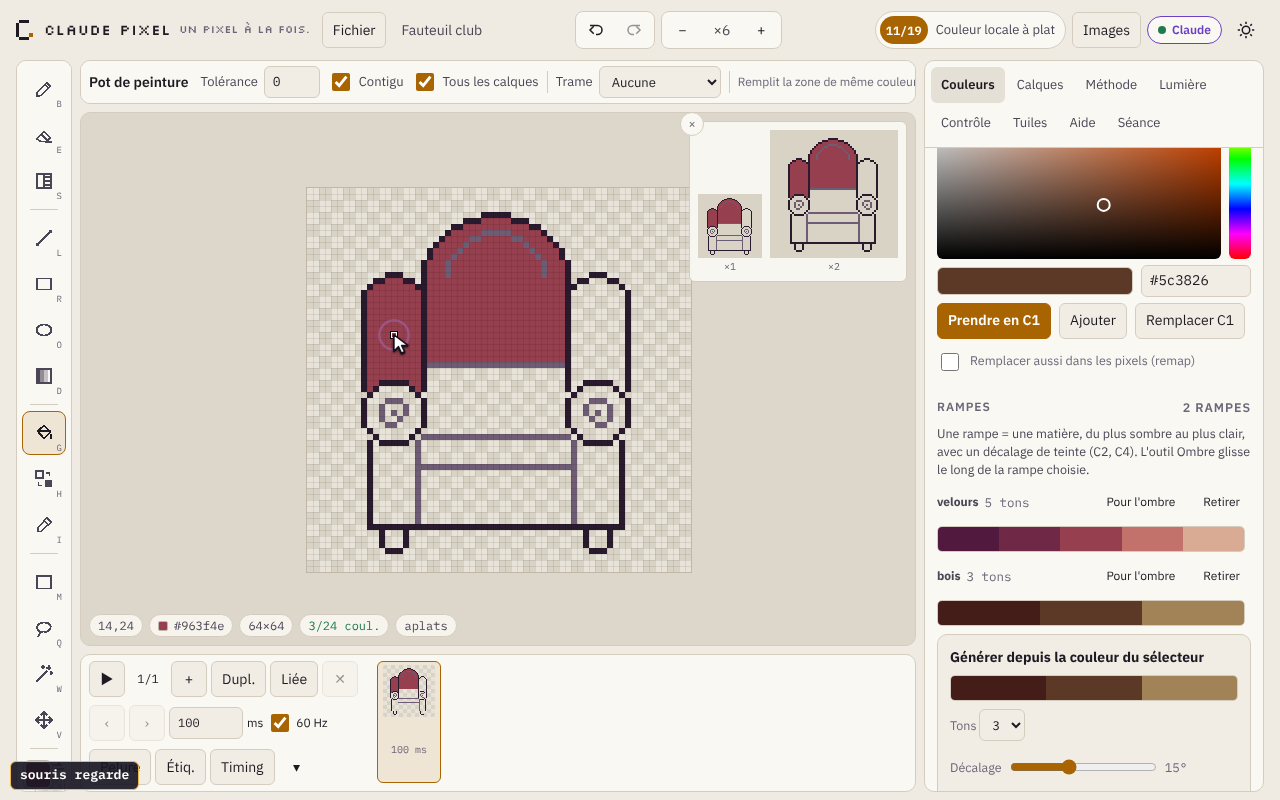 CLAUDE PIXEL UN PIXEL À LA FOIS. Fichier Fauteuil club − ×6 + 11/19 Couleur locale à plat Images Claude
B
E
S
L
R
O
D
G
H
I
M
Q
W
V
Pot de peinture Tolérance 0 Contigu Tous les calques Trame Aucune Remplit la zone de même couleur
×
×1 ×2
14,24 #963f4e 64×64 3/24 coul. aplats
1/1 + Dupl. Liée ×
‹ › 100 ms 60 Hz
Étiq. Timing ▼
100 ms
souris regarde
Couleurs Calques Méthode Lumière
Contrôle Tuiles Aide Séance
#5c3826
Prendre en C1 Ajouter Remplacer C1
Remplacer aussi dans les pixels (remap)
RAMPES 2 RAMPES
Une rampe = une matière, du plus sombre au plus clair,
avec un décalage de teinte (C2, C4). L'outil Ombre glisse
le long de la rampe choisie.
velours 5 tons Pour l'ombre Retirer
bois 3 tons Pour l'ombre Retirer
Générer depuis la couleur du sélecteur
Tons 3
Décalage 15°